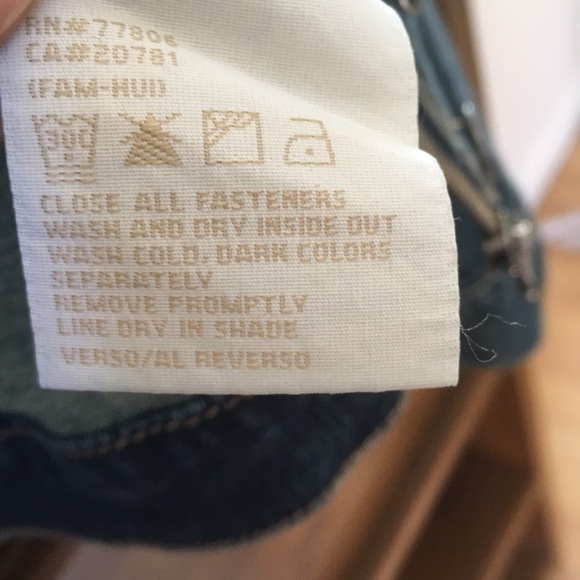 RN#77806
CA#20781
(FAM-HUI)
30C
CLOSE ALL FASTENERS
WASH AND DRY INSIDE OUT
WASH COLD. DARK COLORS
SEPARATELY
REMOVE PROMPTLY
LINE DRY IN SHADE
VERSO/AL REVERSO